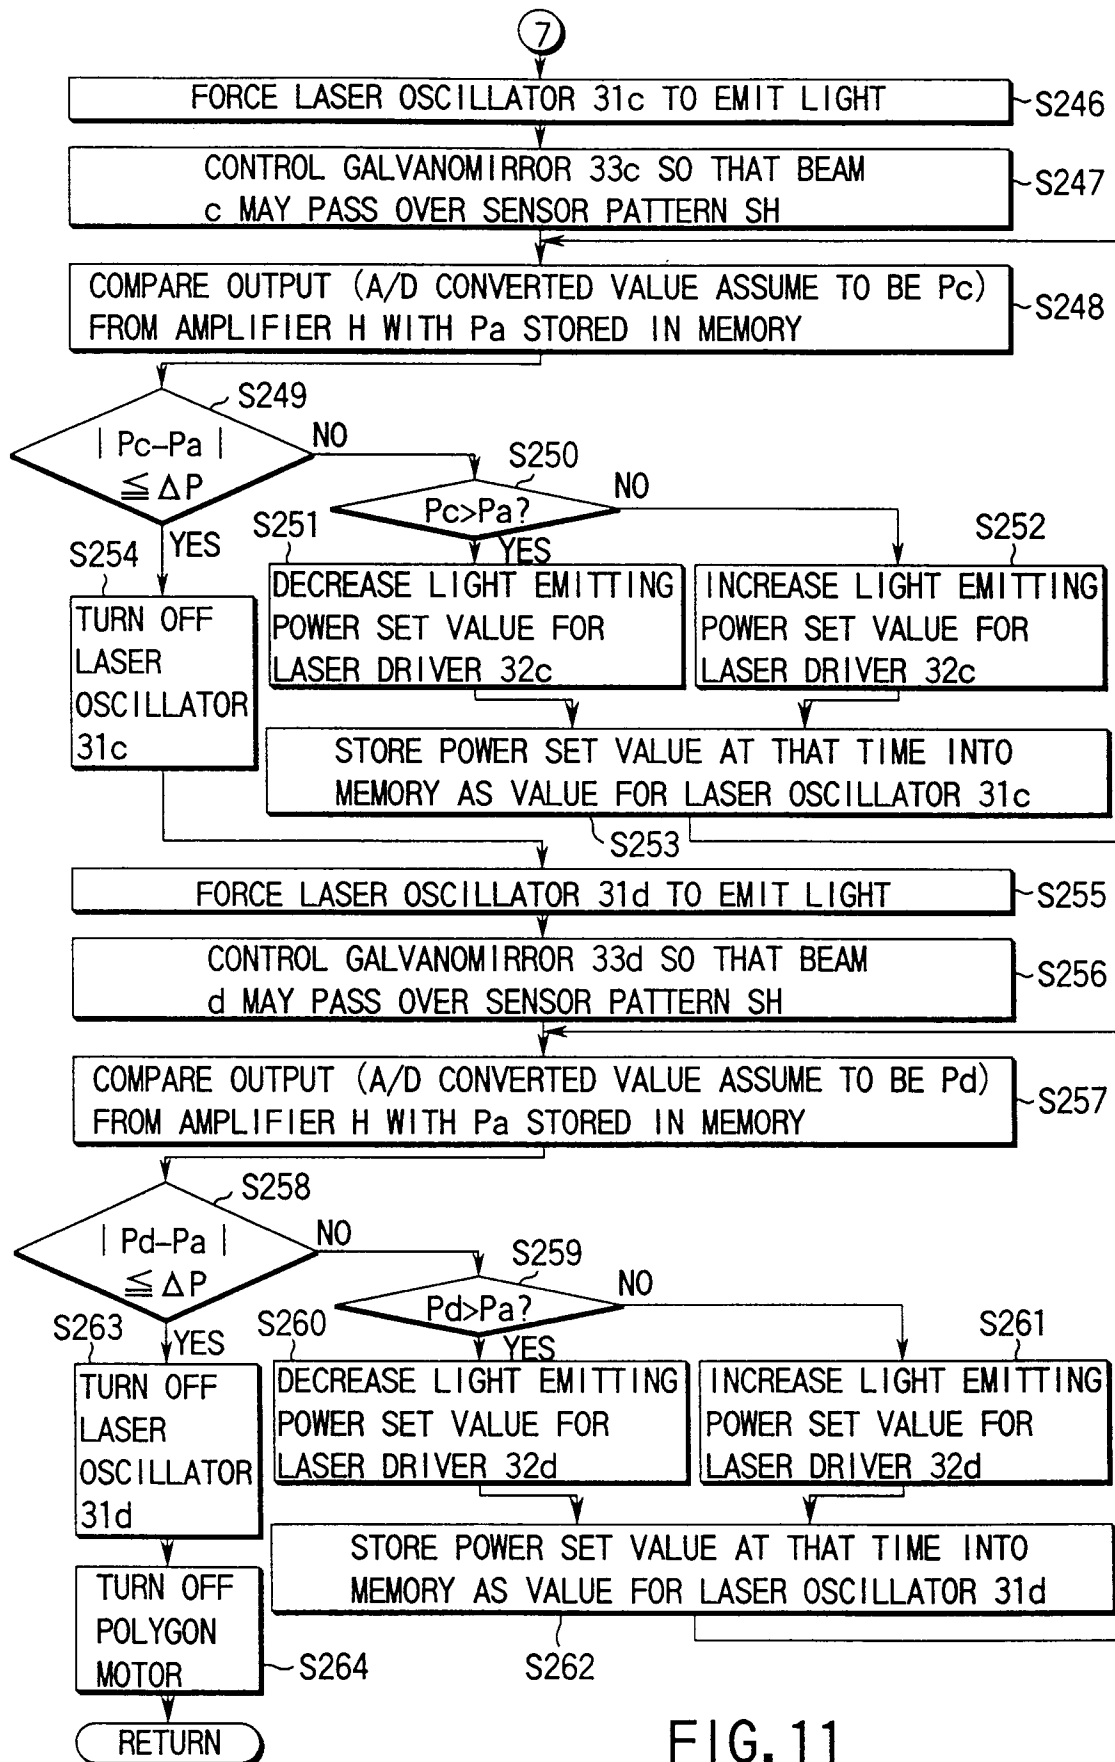 7
FORCE LASER OSCILLATOR 31c TO EMIT LIGHT
S246
CONTROL GALVANOMIRROR 33c SO THAT BEAM
c MAY PASS OVER SENSOR PATTERN SH
S247
COMPARE OUTPUT (A/D CONVERTED VALUE ASSUME TO BE Pc)
FROM AMPLIFIER H WITH Pa STORED IN MEMORY
S248
S249
| Pc–Pa |
≦ ΔP
NO
YES
S250
Pc>Pa?
NO
YES
S251
DECREASE LIGHT EMITTING
POWER SET VALUE FOR
LASER DRIVER 32c
S252
INCREASE LIGHT EMITTING
POWER SET VALUE FOR
LASER DRIVER 32c
S254
TURN OFF
LASER
OSCILLATOR
31c
STORE POWER SET VALUE AT THAT TIME INTO
MEMORY AS VALUE FOR LASER OSCILLATOR 31c
S253
FORCE LASER OSCILLATOR 31d TO EMIT LIGHT
S255
CONTROL GALVANOMIRROR 33d SO THAT BEAM
d MAY PASS OVER SENSOR PATTERN SH
S256
COMPARE OUTPUT (A/D CONVERTED VALUE ASSUME TO BE Pd)
FROM AMPLIFIER H WITH Pa STORED IN MEMORY
S257
S258
| Pd–Pa |
≦ ΔP
NO
YES
S259
Pd>Pa?
NO
YES
S260
DECREASE LIGHT EMITTING
POWER SET VALUE FOR
LASER DRIVER 32d
S261
INCREASE LIGHT EMITTING
POWER SET VALUE FOR
LASER DRIVER 32d
S263
TURN OFF
LASER
OSCILLATOR
31d
STORE POWER SET VALUE AT THAT TIME INTO
MEMORY AS VALUE FOR LASER OSCILLATOR 31d
S262
TURN OFF
POLYGON
MOTOR
S264
RETURN
FIG. 11